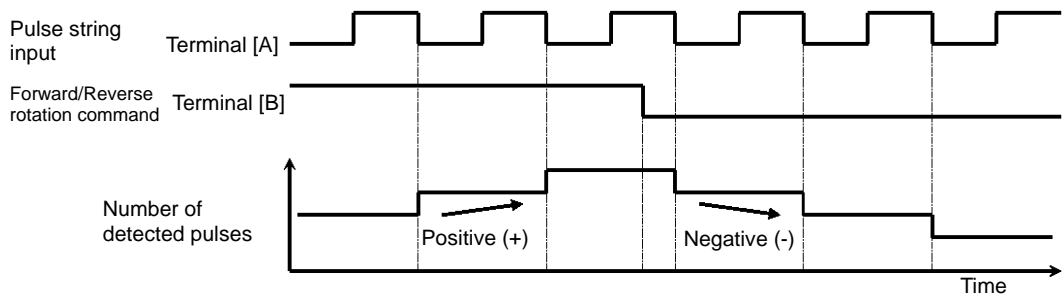 Pulse string
input
Terminal [A]
Forward/Reverse
rotation command
Terminal [B]
Number of
detected pulses
Positive (+)
Negative (-)
Time